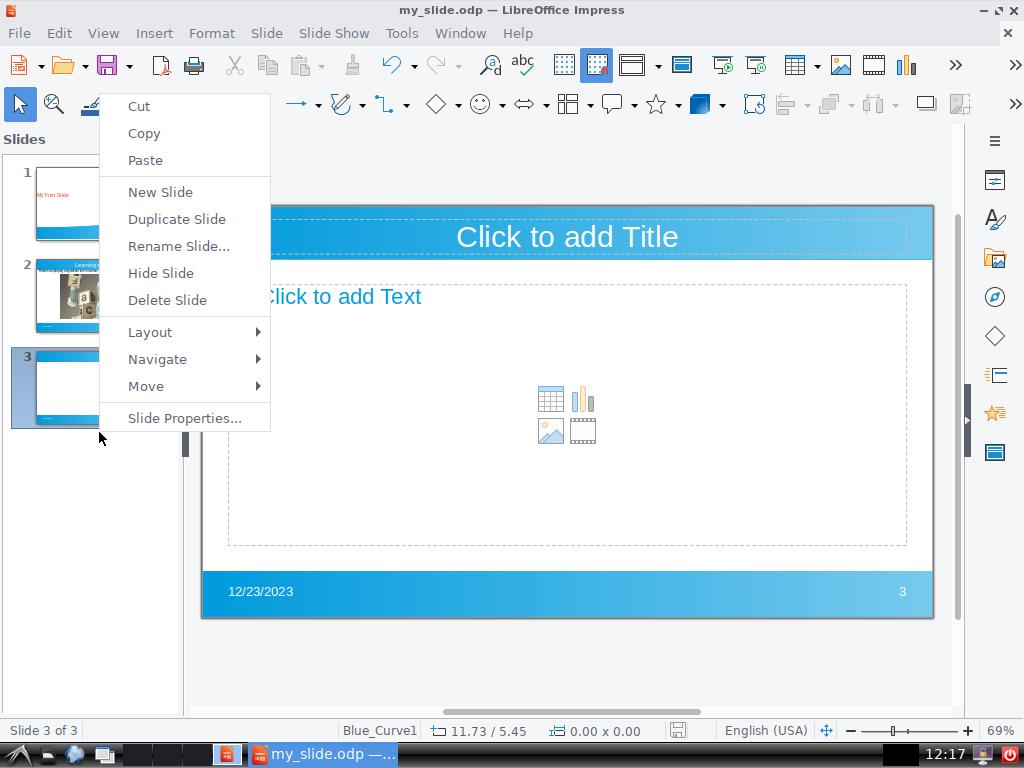 my_slide.odp — LibreOffice Impress
File Edit View Insert Format Slide Slide Show Tools Window Help
abc
Slides
Cut
Copy
Paste
New Slide
Duplicate Slide
Rename Slide...
Hide Slide
Delete Slide
Layout
Navigate
Move
Slide Properties...
1
My First Slide
2
3
Click to add Title
Click to add Text
12/23/2023
3
Slide 3 of 3
Blue_Curve1
11.73 / 5.45
0.00 x 0.00
English (USA)
69%
my_slide.odp —...
12:17